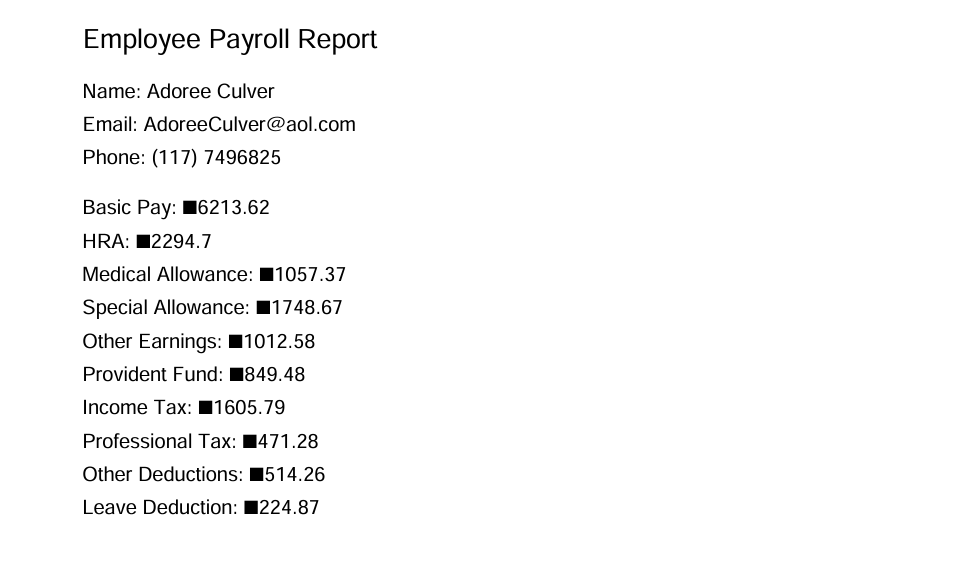 Employee Payroll Report
Name: Adoree Culver
Email: AdoreeCulver@aol.com
Phone: (117) 7496825
Basic Pay: ■6213.62
HRA: ■2294.7
Medical Allowance: ■1057.37
Special Allowance: ■1748.67
Other Earnings: ■1012.58
Provident Fund: ■849.48
Income Tax: ■1605.79
Professional Tax: ■471.28
Other Deductions: ■514.26
Leave Deduction: ■224.87